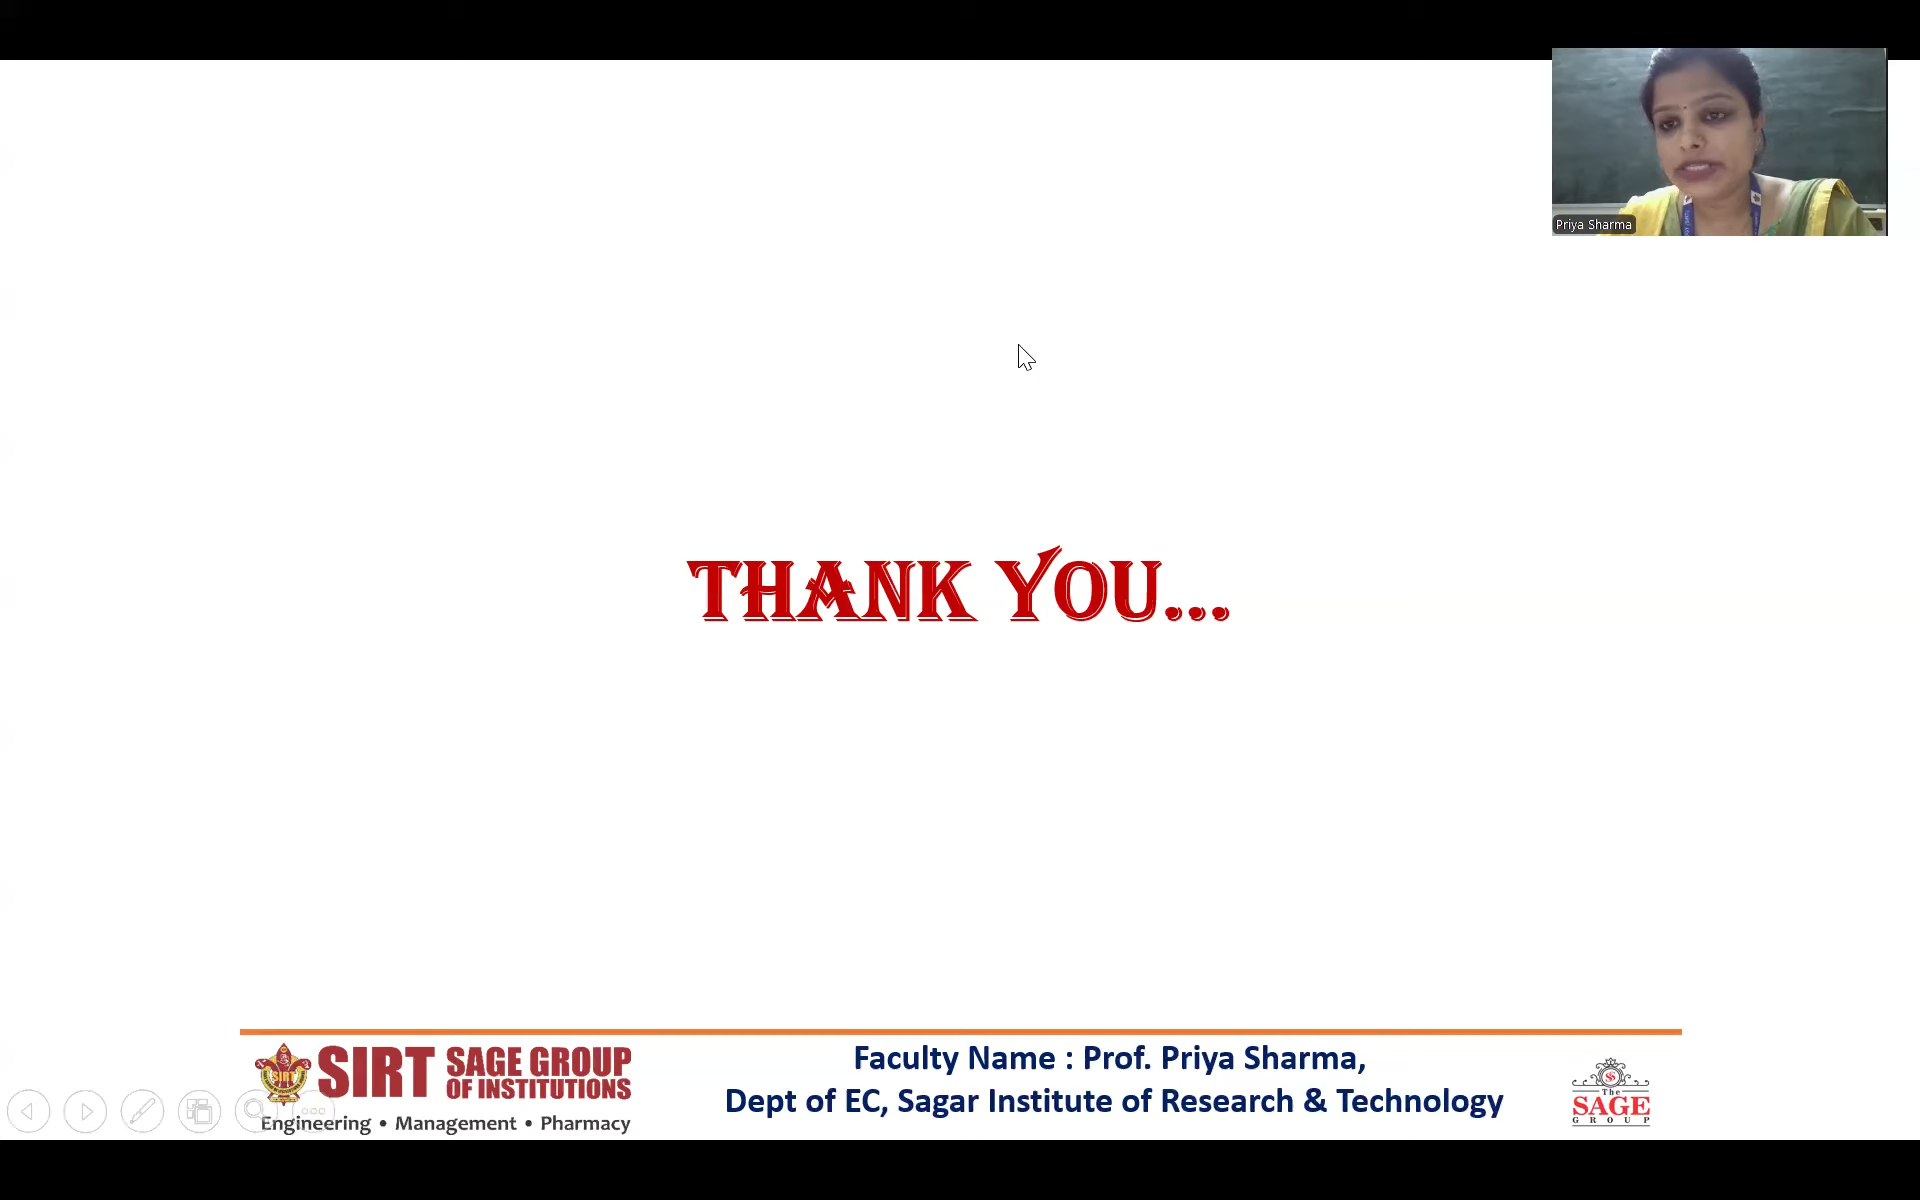 Priya Sharma
THANK YOU...
SIRT SAGE GROUP
OF INSTITUTIONS
Engineering • Management • Pharmacy
Faculty Name : Prof. Priya Sharma,
Dept of EC, Sagar Institute of Research & Technology
The
SAGE
GROUP